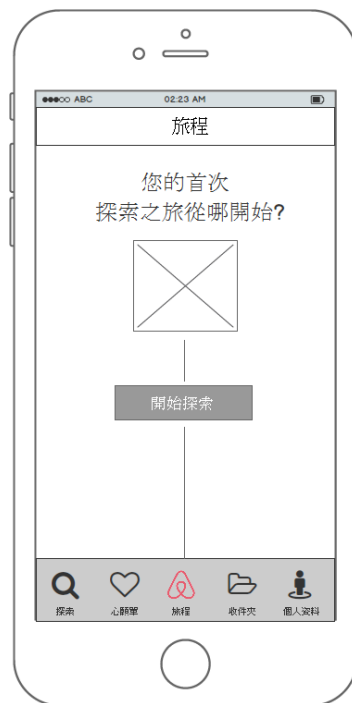 ABC 02:23 AM
旅程
您的首次
探索之旅從哪開始?
開始探索
探索 心願單 旅程 收件夾 個人資料